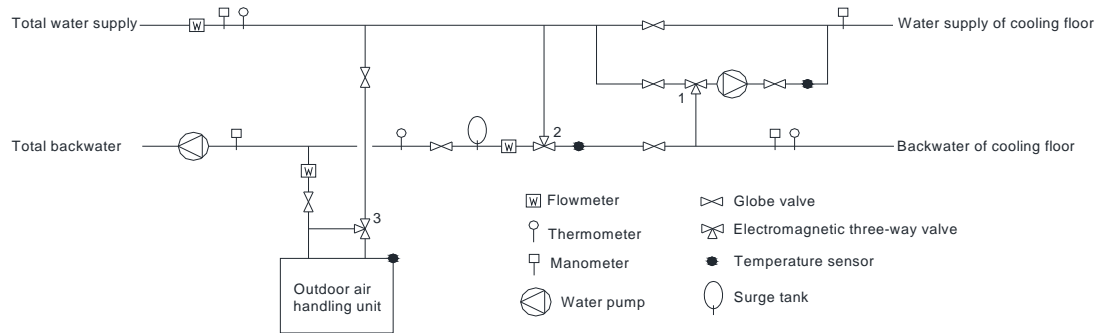 Total water supply
W
Water supply of cooling floor
1
Total backwater
2
W
Backwater of cooling floor
W
3
W Flowmeter
Globe valve
Thermometer
Electromagnetic three-way valve
Manometer
Temperature sensor
Outdoor air
handling unit
Water pump
Surge tank